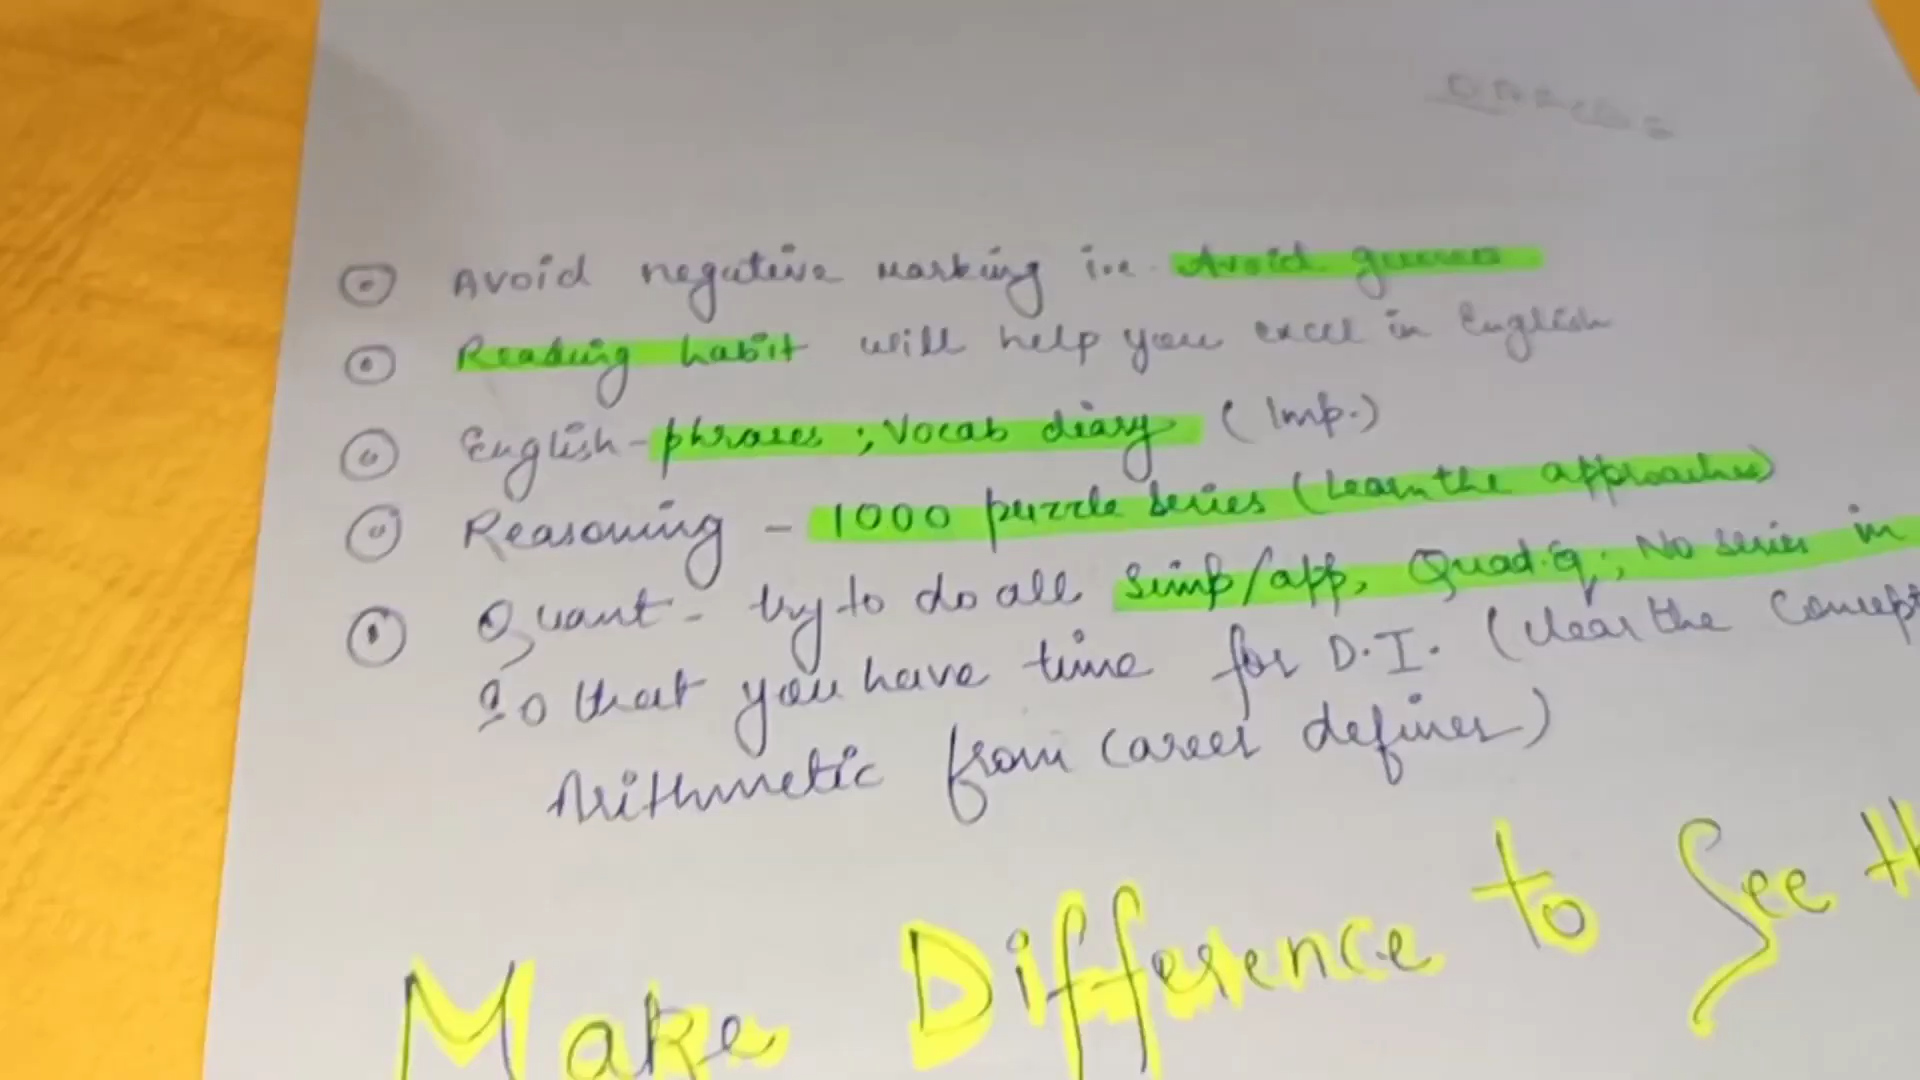 Avoid negative marking i.e. Avoid guesses
Reading habit will help you excel in English
English - phrases ; Vocab diary (Imp.)
Reasoning - 1000 puzzle series (Learn the approaches)
Quant - try to do all Simp/app, Quad.Eq; No series in
So that you have time for D.I. (clear the Concept
Arithmetic from Career definer)
Make Difference to See